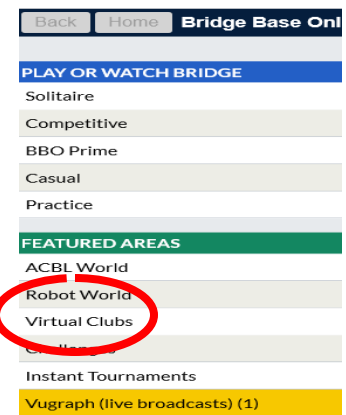 Back Home Bridge Base Onl
PLAY OR WATCH BRIDGE
Solitaire
Competitive
BBO Prime
Casual
Practice
FEATURED AREAS
ACBL World
Robot World
Virtual Clubs
Challenges
Instant Tournaments
Vugraph (live broadcasts) (1)